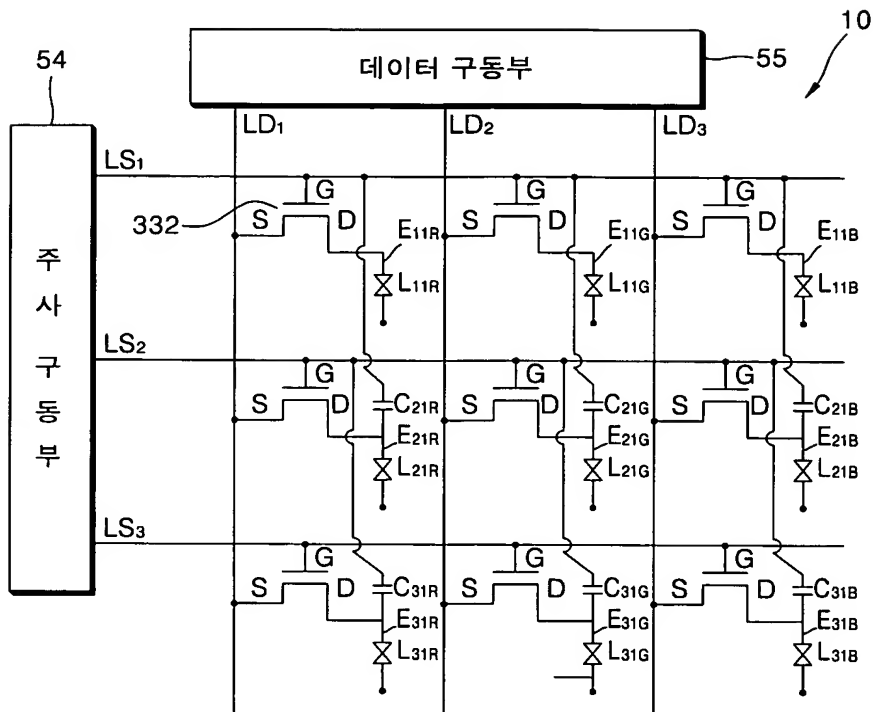 10
54
데이터 구동부
55
LD1 LD2 LD3
LS1
G G G
332 S D E11R S D E11G S D E11B
L11R L11G L11B
주사구동부
LS2
G G G
S D C21R S D C21G S D C21B
E21R E21G E21B
L21R L21G L21B
LS3
G G G
S D C31R S D C31G S D C31B
E31R E31G E31B
L31R L31G L31B